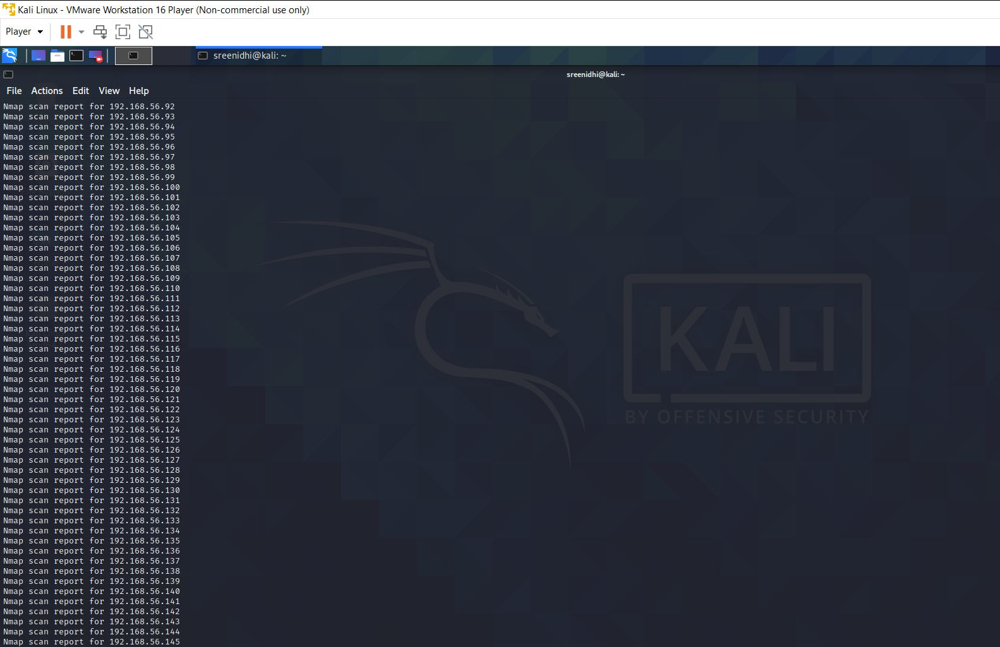 Kali Linux - VMware Workstation 16 Player (Non-commercial use only)
Player
sreenidhi@kali: ~
sreenidhi@kali: ~
File Actions Edit View Help
Nmap scan report for 192.168.56.92
Nmap scan report for 192.168.56.93
Nmap scan report for 192.168.56.94
Nmap scan report for 192.168.56.95
Nmap scan report for 192.168.56.96
Nmap scan report for 192.168.56.97
Nmap scan report for 192.168.56.98
Nmap scan report for 192.168.56.99
Nmap scan report for 192.168.56.100
Nmap scan report for 192.168.56.101
Nmap scan report for 192.168.56.102
Nmap scan report for 192.168.56.103
Nmap scan report for 192.168.56.104
Nmap scan report for 192.168.56.105
Nmap scan report for 192.168.56.106
Nmap scan report for 192.168.56.107
Nmap scan report for 192.168.56.108
Nmap scan report for 192.168.56.109
Nmap scan report for 192.168.56.110
Nmap scan report for 192.168.56.111
Nmap scan report for 192.168.56.112
Nmap scan report for 192.168.56.113
Nmap scan report for 192.168.56.114
Nmap scan report for 192.168.56.115
Nmap scan report for 192.168.56.116
Nmap scan report for 192.168.56.117
Nmap scan report for 192.168.56.118
Nmap scan report for 192.168.56.119
Nmap scan report for 192.168.56.120
Nmap scan report for 192.168.56.121
Nmap scan report for 192.168.56.122
Nmap scan report for 192.168.56.123
Nmap scan report for 192.168.56.124
Nmap scan report for 192.168.56.125
Nmap scan report for 192.168.56.126
Nmap scan report for 192.168.56.127
Nmap scan report for 192.168.56.128
Nmap scan report for 192.168.56.129
Nmap scan report for 192.168.56.130
Nmap scan report for 192.168.56.131
Nmap scan report for 192.168.56.132
Nmap scan report for 192.168.56.133
Nmap scan report for 192.168.56.134
Nmap scan report for 192.168.56.135
Nmap scan report for 192.168.56.136
Nmap scan report for 192.168.56.137
Nmap scan report for 192.168.56.138
Nmap scan report for 192.168.56.139
Nmap scan report for 192.168.56.140
Nmap scan report for 192.168.56.141
Nmap scan report for 192.168.56.142
Nmap scan report for 192.168.56.143
Nmap scan report for 192.168.56.144
Nmap scan report for 192.168.56.145
KALI
BY OFFENSIVE SECURITY